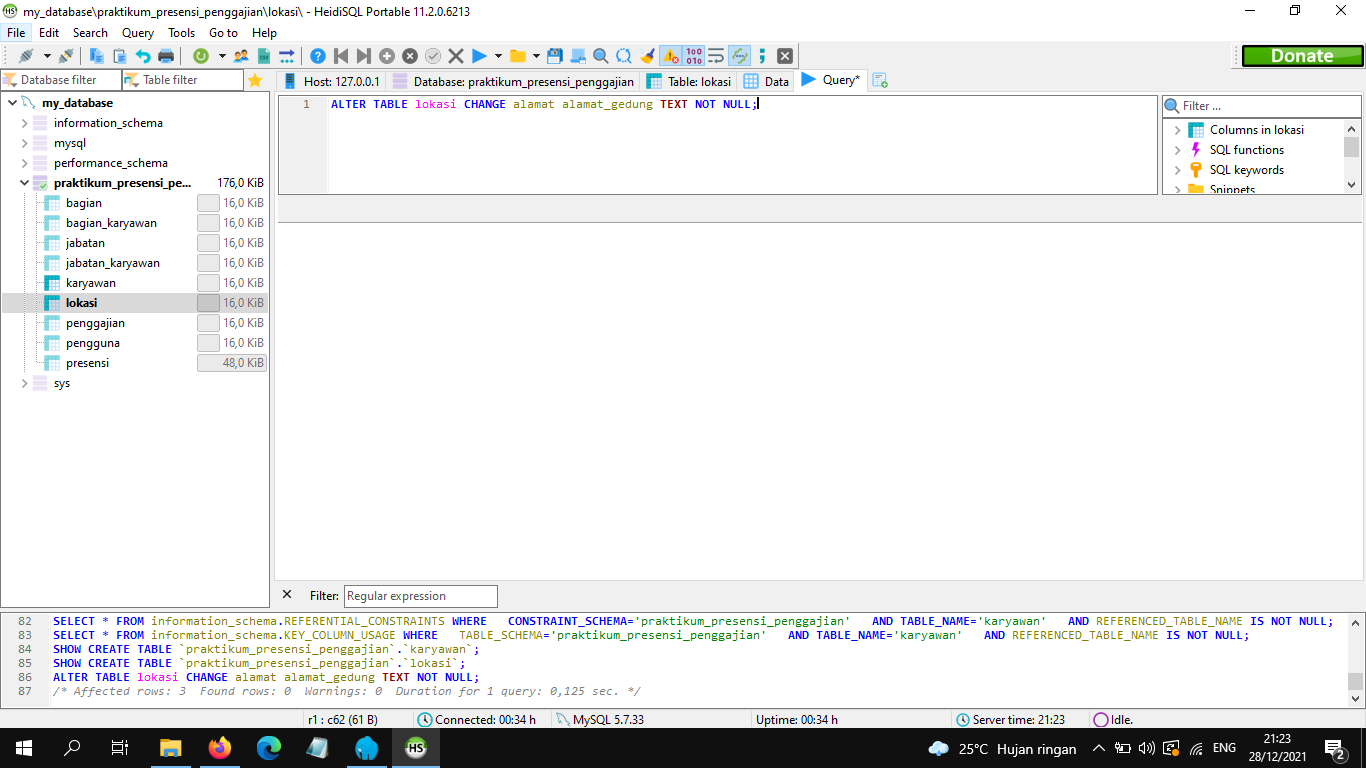 my_database\praktikum_presensi_penggajian\lokasi\ - HeidiSQL Portable 11.2.0.6213
File Edit Search Query Tools Go to Help
Donate
Database filter Table filter
Host: 127.0.0.1 Database: praktikum_presensi_penggajian Table: lokasi Data Query*
my_database
information_schema
mysql
performance_schema
praktikum_presensi_pe... 176,0 KiB
bagian 16,0 KiB
bagian_karyawan 16,0 KiB
jabatan 16,0 KiB
jabatan_karyawan 16,0 KiB
karyawan 16,0 KiB
lokasi 16,0 KiB
penggajian 16,0 KiB
pengguna 16,0 KiB
presensi 48,0 KiB
sys
1 ALTER TABLE lokasi CHANGE alamat alamat_gedung TEXT NOT NULL;
Filter ...
Columns in lokasi
SQL functions
SQL keywords
Snippets
Filter: Regular expression
82 SELECT * FROM information_schema.REFERENTIAL_CONSTRAINTS WHERE CONSTRAINT_SCHEMA='praktikum_presensi_penggajian' AND TABLE_NAME='karyawan' AND REFERENCED_TABLE_NAME IS NOT NULL;
83 SELECT * FROM information_schema.KEY_COLUMN_USAGE WHERE TABLE_SCHEMA='praktikum_presensi_penggajian' AND TABLE_NAME='karyawan' AND REFERENCED_TABLE_NAME IS NOT NULL;
84 SHOW CREATE TABLE `praktikum_presensi_penggajian`.`karyawan`;
85 SHOW CREATE TABLE `praktikum_presensi_penggajian`.`lokasi`;
86 ALTER TABLE lokasi CHANGE alamat alamat_gedung TEXT NOT NULL;
87 /* Affected rows: 3 Found rows: 0 Warnings: 0 Duration for 1 query: 0,125 sec. */
r1 : c62 (61 B) Connected: 00:34 h MySQL 5.7.33 Uptime: 00:34 h Server time: 21:23 Idle.
HS 25°C Hujan ringan ENG 21:23
28/12/2021 2